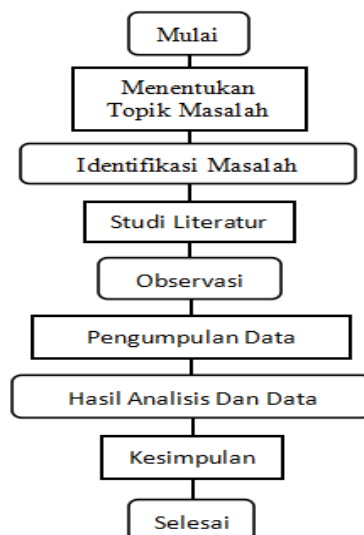 Mulai
Menentukan
Topik Masalah
Identifikasi Masalah
Studi Literatur
Observasi
Pengumpulan Data
Hasil Analisis Dan Data
Kesimpulan
Selesai